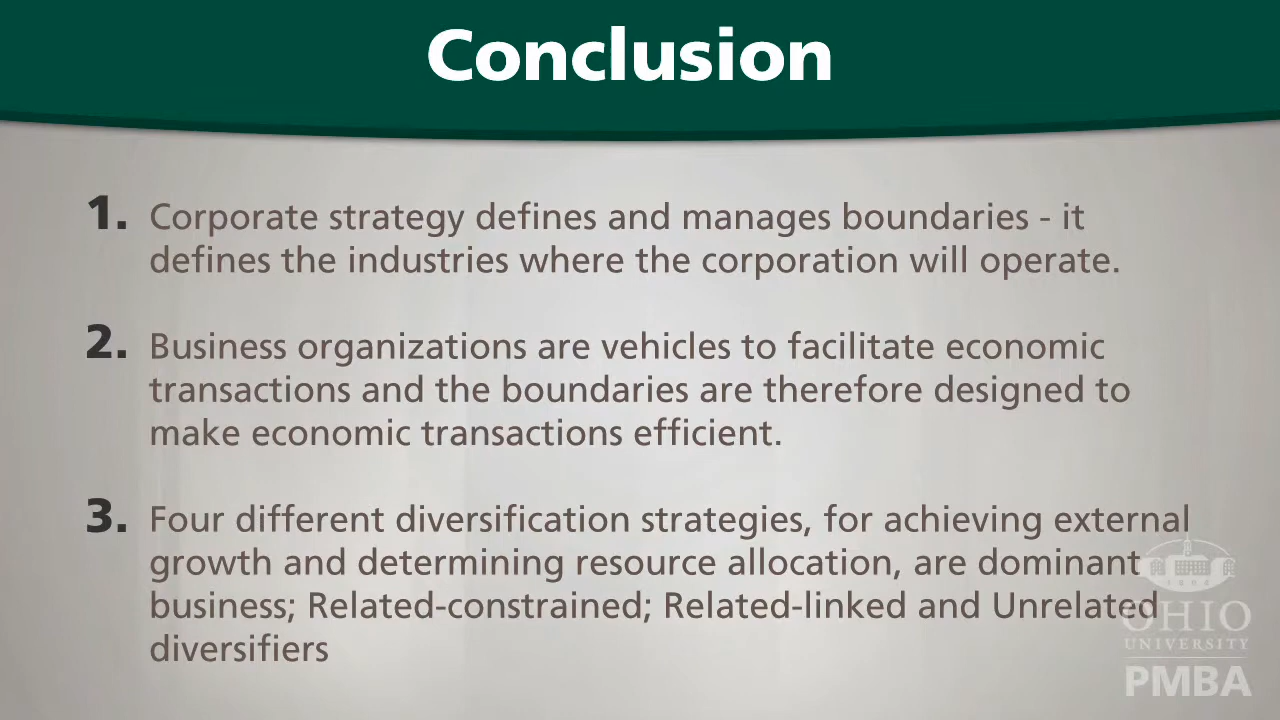 Conclusion
1. Corporate strategy defines and manages boundaries - it
defines the industries where the corporation will operate.
2. Business organizations are vehicles to facilitate economic
transactions and the boundaries are therefore designed to
make economic transactions efficient.
3. Four different diversification strategies, for achieving external
growth and determining resource allocation, are dominant
business; Related-constrained; Related-linked and Unrelated
diversifiers
OHIO
UNIVERSITY
PMBA